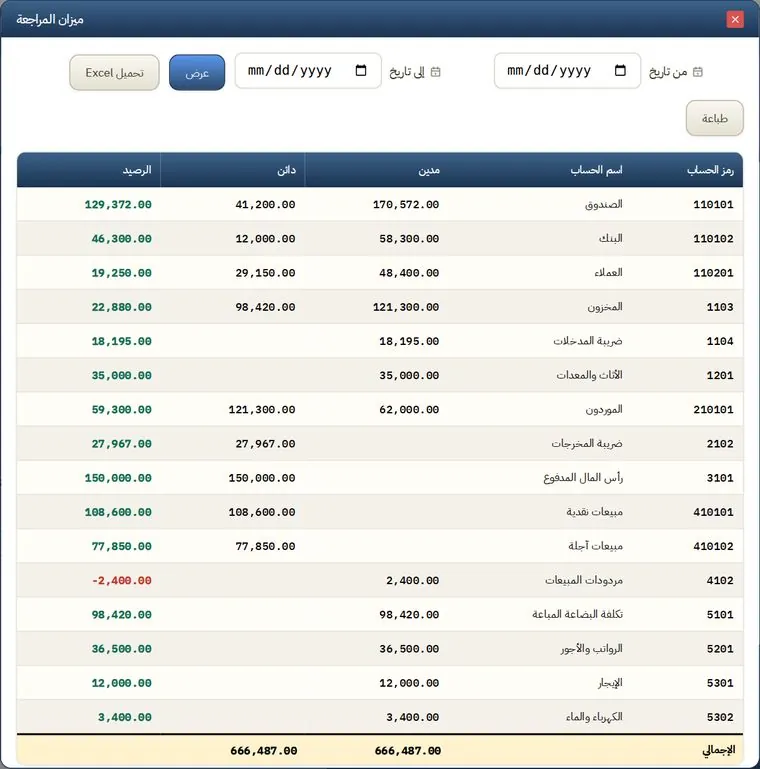 ميزان المراجعة
من تاريخ mm/dd/yyyy إلى تاريخ mm/dd/yyyy عرض تحميل Excel
طباعة
رمز الحساب اسم الحساب مدين دائن الرصيد
110101 الصندوق 170,572.00 41,200.00 129,372.00
110102 البنك 58,300.00 12,000.00 46,300.00
110201 العملاء 48,400.00 29,150.00 19,250.00
1103 المخزون 121,300.00 98,420.00 22,880.00
1104 ضريبة المدخلات 18,195.00 18,195.00
1201 الأثاث والمعدات 35,000.00 35,000.00
210101 الموردون 62,000.00 121,300.00 59,300.00
2102 ضريبة المخرجات 27,967.00 27,967.00
3101 رأس المال المدفوع 150,000.00 150,000.00
410101 مبيعات نقدية 108,600.00 108,600.00
410102 مبيعات آجلة 77,850.00 77,850.00
4102 مردودات المبيعات 2,400.00 -2,400.00
5101 تكلفة البضاعة المباعة 98,420.00 98,420.00
5201 الرواتب والأجور 36,500.00 36,500.00
5301 الإيجار 12,000.00 12,000.00
5302 الكهرباء والماء 3,400.00 3,400.00
الإجمالي 666,487.00 666,487.00